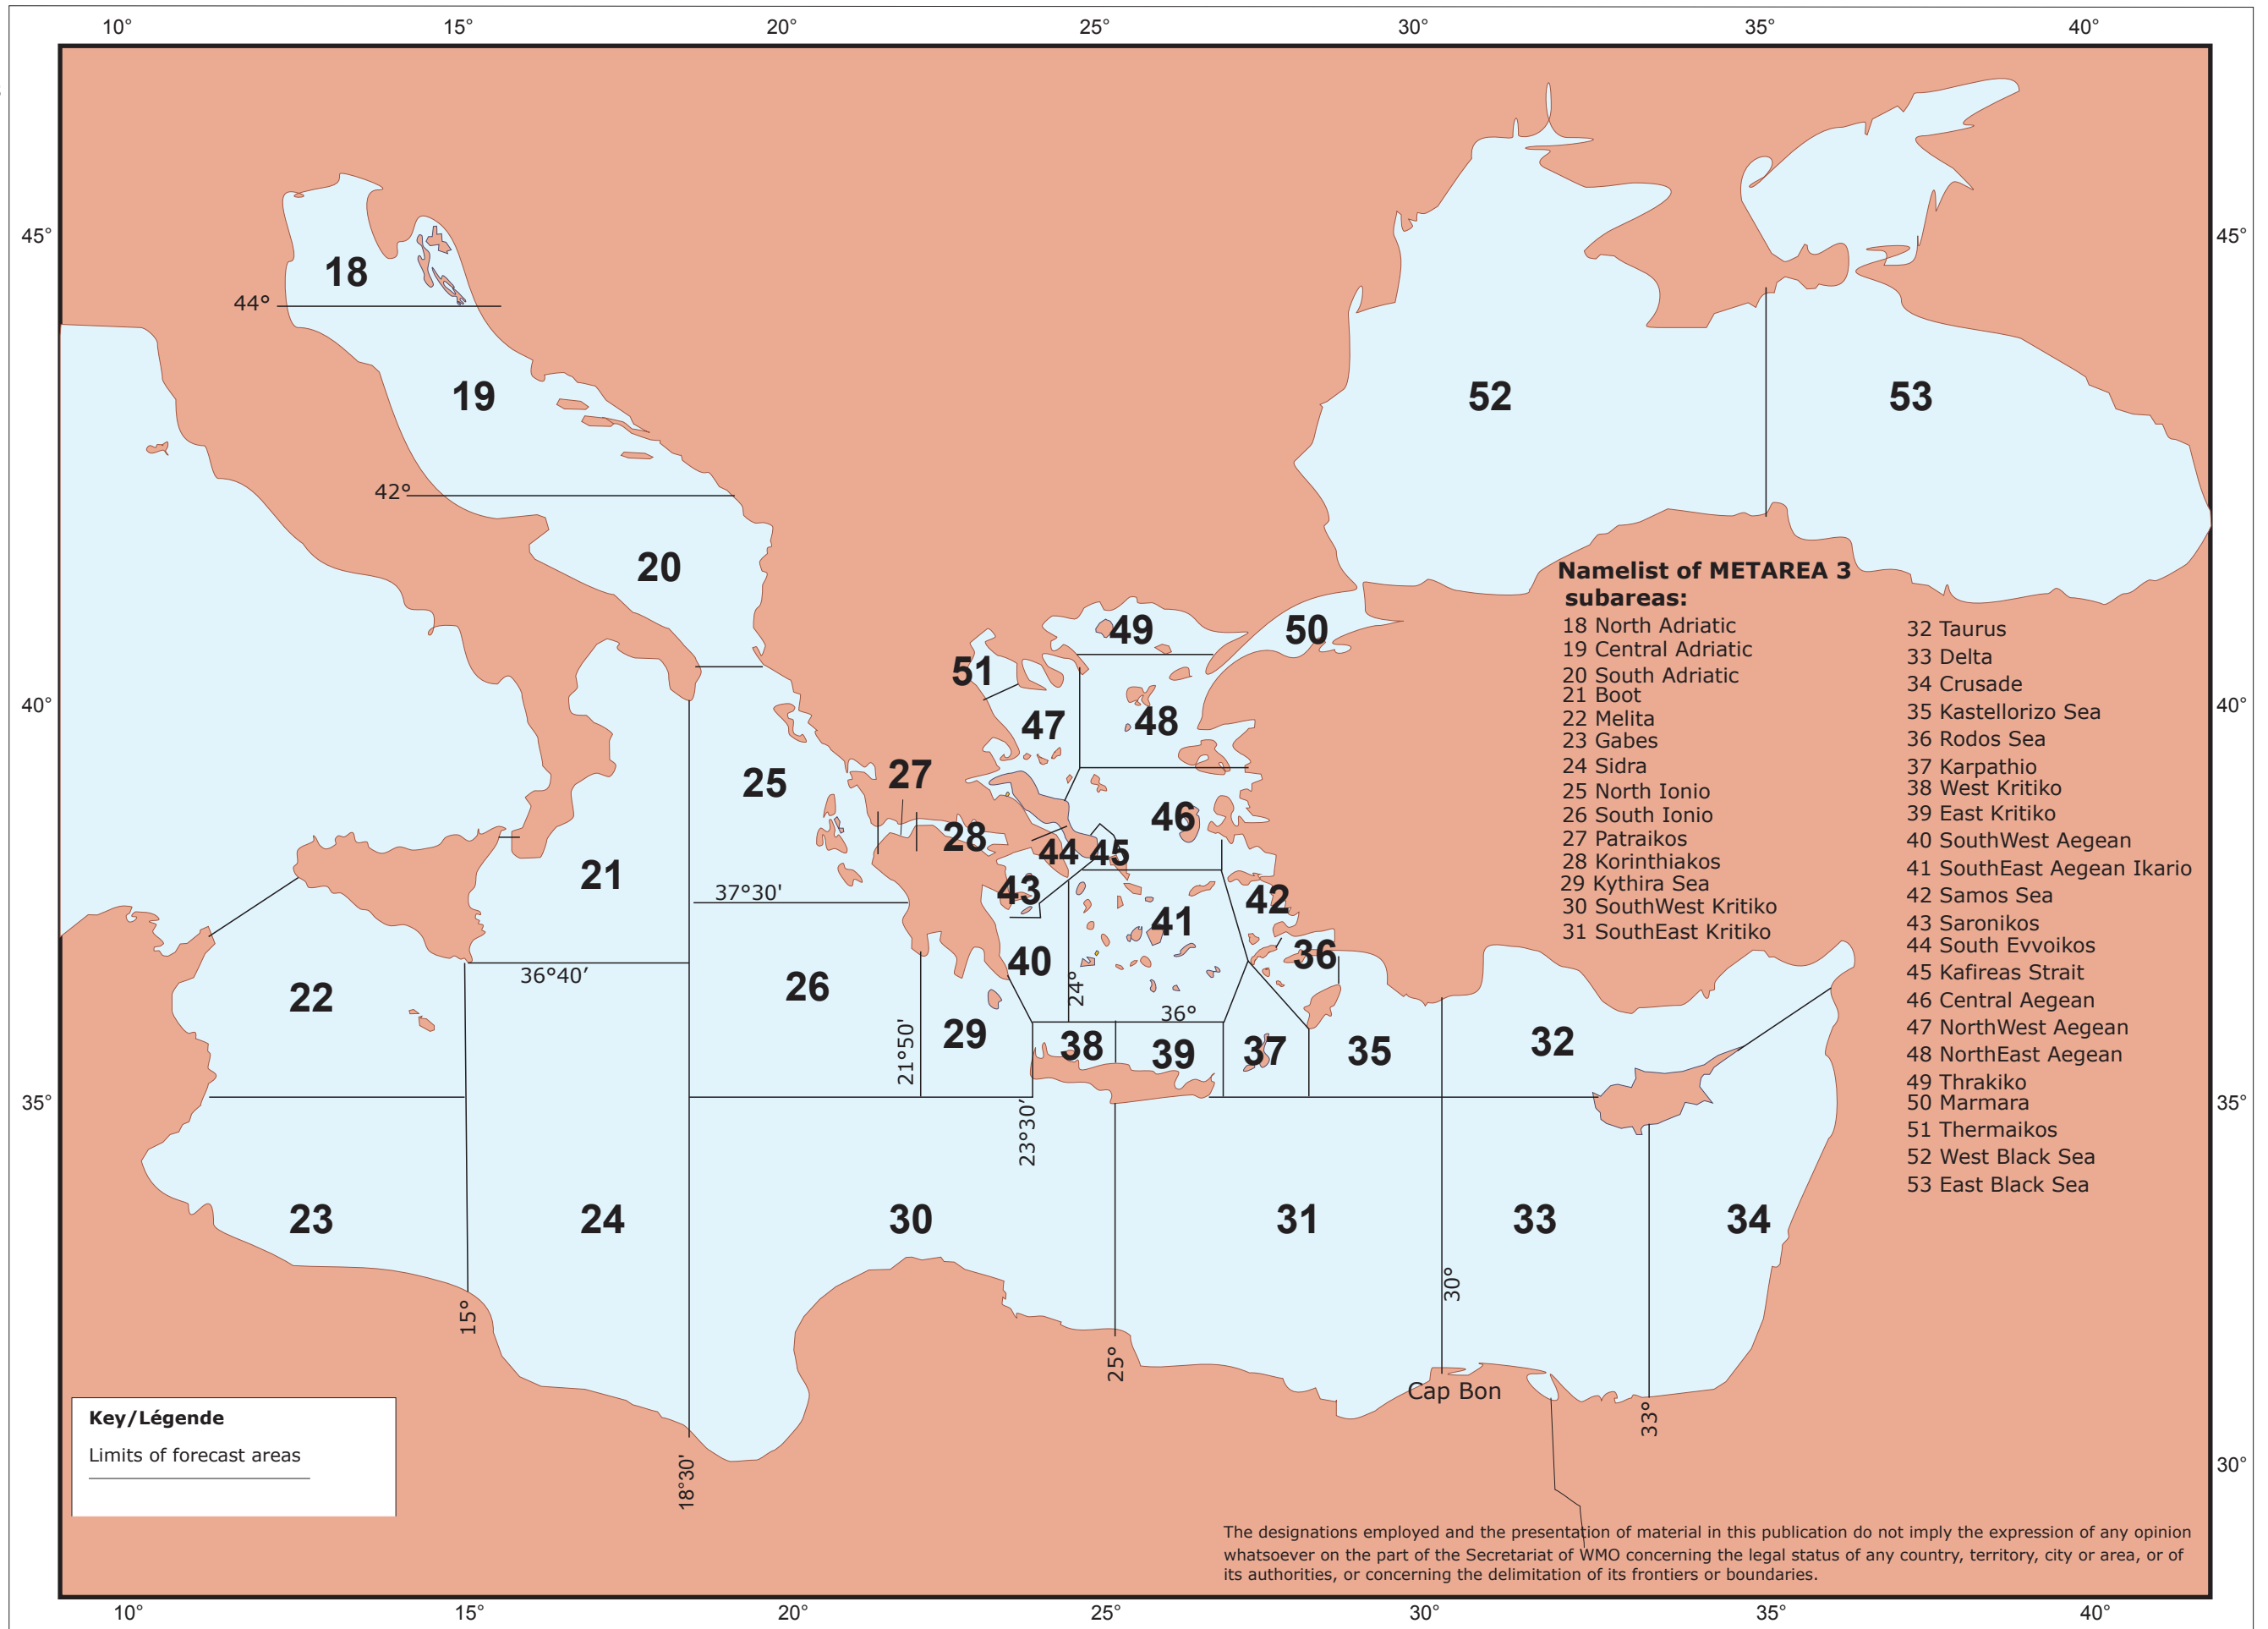 10° 15° 20° 25° 30° 35° 40°
45° 45°
18
44°
19
52
53
42°
20
Namelist of METAREA 3
subareas:
18 North Adriatic
19 Central Adriatic
20 South Adriatic
21 Boot
22 Melita
23 Gabes
24 Sidra
25 North Ionio
26 South Ionio
27 Patraikos
28 Korinthiakos
29 Kythira Sea
30 SouthWest Kritiko
31 SouthEast Kritiko
32 Taurus
33 Delta
34 Crusade
35 Kastellorizo Sea
36 Rodos Sea
37 Karpathio
38 West Kritiko
39 East Kritiko
40 SouthWest Aegean
41 SouthEast Aegean Ikario
42 Samos Sea
43 Saronikos
44 South Evvoikos
45 Kafireas Strait
46 Central Aegean
47 NorthWest Aegean
48 NorthEast Aegean
49 Thrakiko
50 Marmara
51 Thermaikos
52 West Black Sea
53 East Black Sea
49
50
51
40° 40°
47
48
25
27
46
28
44
45
21
37°30'
43
42
41
36
40
36°40′
26
24°
22
36°
29
21°50'
38
39
37
35
32
35° 35°
23°30′
23
24
30
31
33
34
30°
15°
25°
Cap Bon
33°
18°30'
30°
Key/Légende
Limits of forecast areas
The designations employed and the presentation of material in this publication do not imply the expression of any opinion
whatsoever on the part of the Secretariat of WMO concerning the legal status of any country, territory, city or area, or of
its authorities, or concerning the delimitation of its frontiers or boundaries.
10° 15° 20° 25° 30° 35° 40°